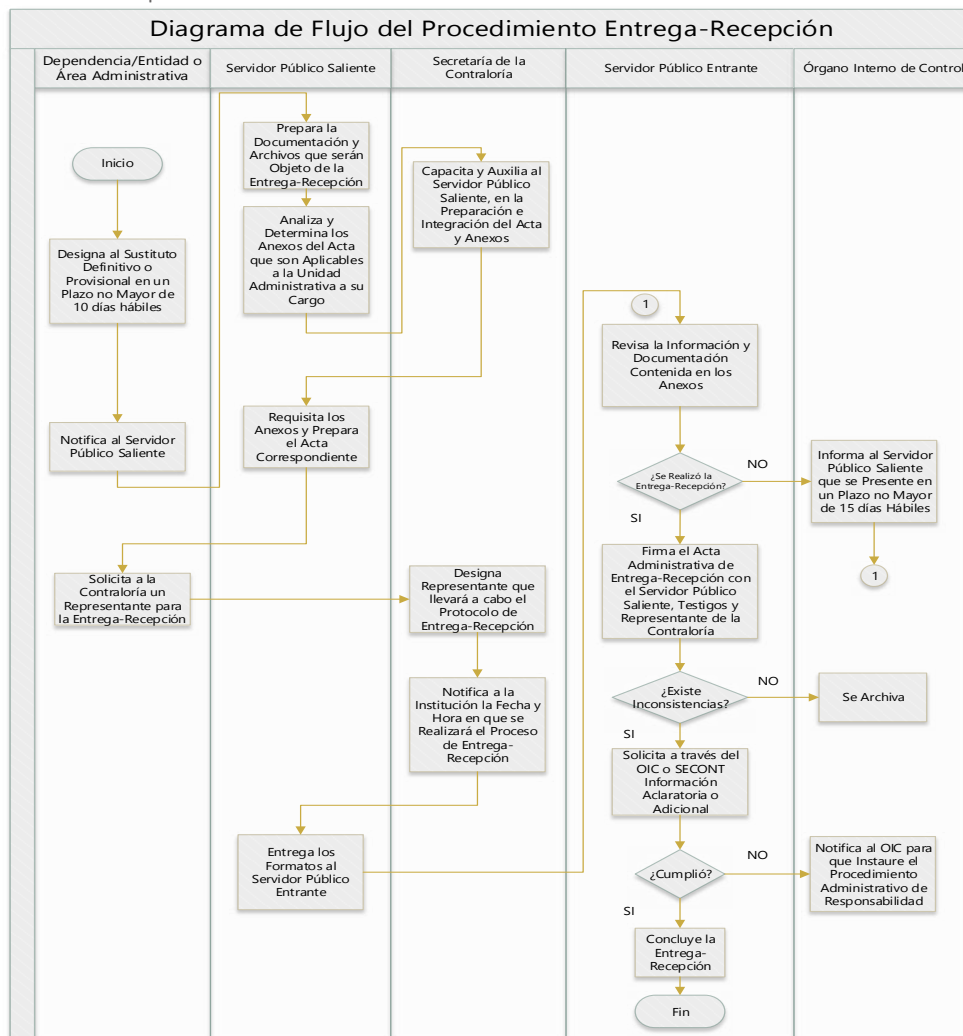 Diagrama de Flujo del Procedimiento Entrega-Recepción
Dependencia/Entidad o
Área Administrativa
Servidor Público Saliente
Secretaría de la
Contraloría
Servidor Público Entrante
Órgano Interno de Control
Inicio
Designa al Sustituto
Definitivo o
Provisional en un
Plazo no Mayor de
10 días hábiles
Notifica al Servidor
Público Saliente
Prepara la
Documentación y
Archivos que serán
Objeto de la
Entrega-Recepción
Analiza y
Determina los
Anexos del Acta
que son Aplicables
a la Unidad
Administrativa a su
Cargo
Capacita y Auxilia al
Servidor Público
Saliente, en la
Preparación e
Integración del Acta
y Anexos
Requisita los
Anexos y Prepara
el Acta
Correspondiente
Solicita a la
Contraloría un
Representante para
la Entrega-Recepción
Designa
Representante que
llevará a cabo el
Protocolo de
Entrega-Recepción
Notifica a la
Institución la Fecha y
Hora en que se
Realizará el Proceso
de Entrega-
Recepción
Entrega los
Formatos al
Servidor Público
Entrante
1
Revisa la Información y
Documentación
Contenida en los
Anexos
¿Se Realizó la
Entrega-Recepción?
NO
Informa al Servidor
Público Saliente
que se Presente en
un Plazo no Mayor
de 15 días Hábiles
1
SI
Firma el Acta
Administrativa de
Entrega-Recepción con
el Servidor Público
Saliente, Testigos y
Representante de la
Contraloría
¿Existe
Inconsistencias?
NO
Se Archiva
SI
Solicita a través del
OIC o SECONT
Información
Aclaratoria o
Adicional
¿Cumplió?
NO
Notifica al OIC para
que Instaure el
Procedimiento
Administrativo de
Responsabilidad
SI
Concluye la
Entrega-
Recepción
Fin